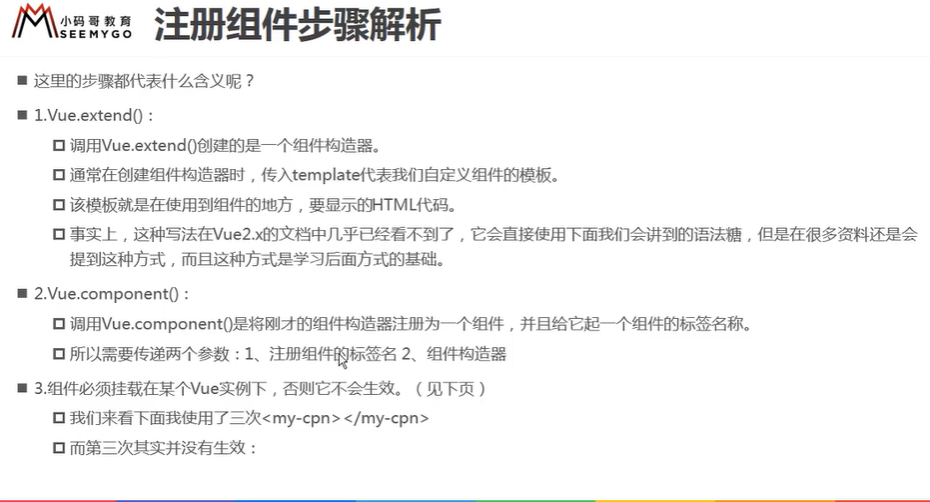 小码哥教育
SEEMYGO
注册组件步骤解析
这里的步骤都代表什么含义呢？
1.Vue.extend()：
调用Vue.extend()创建的是一个组件构造器。
通常在创建组件构造器时，传入template代表我们自定义组件的模板。
该模板就是在使用到组件的地方，要显示的HTML代码。
事实上，这种写法在Vue2.x的文档中几乎已经看不到了，它会直接使用下面我们会讲到的语法糖，但是在很多资料还是会
提到这种方式，而且这种方式是学习后面方式的基础。
2.Vue.component()：
调用Vue.component()是将刚才的组件构造器注册为一个组件，并且给它起一个组件的标签名称。
所以需要传递两个参数：1、注册组件的标签名 2、组件构造器
3.组件必须挂载在某个Vue实例下，否则它不会生效。（见下页）
我们来看下面我使用了三次<my-cpn></my-cpn>
而第三次其实并没有生效：